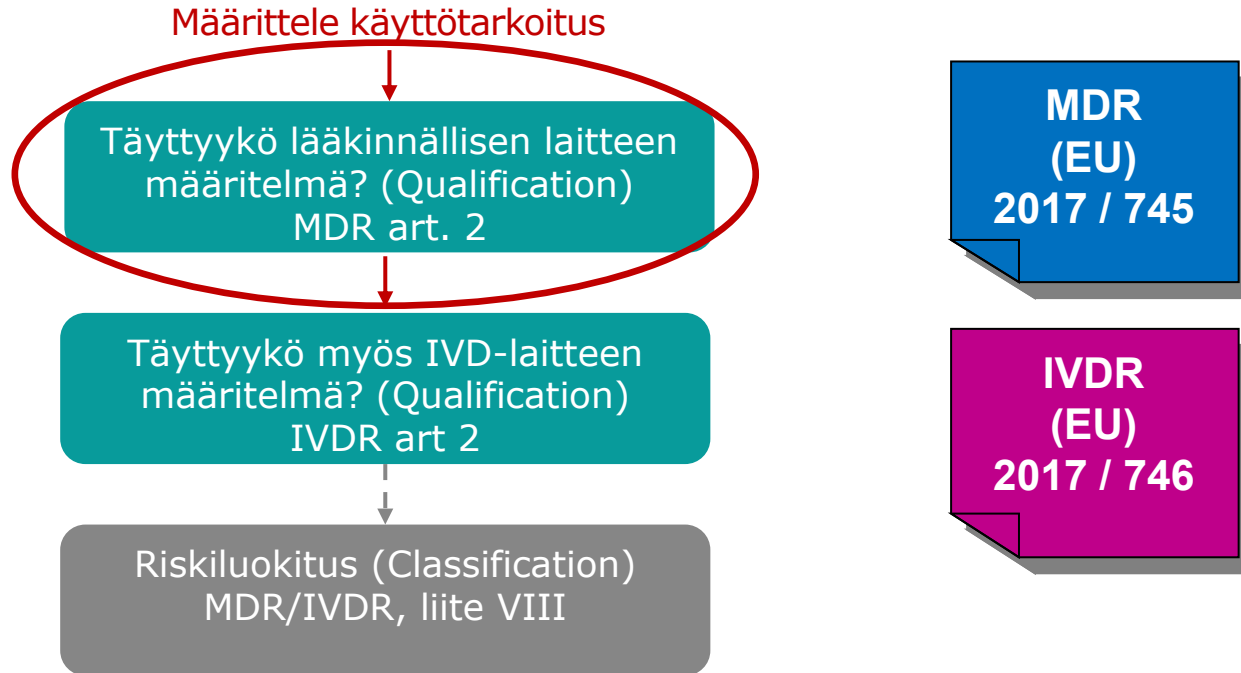 Määrittele käyttötarkoitus
Täyttyykö lääkinnällisen laitteen
määritelmä? (Qualification)
MDR art. 2
Täyttyykö myös IVD-laitteen
määritelmä? (Qualification)
IVDR art 2
Riskiluokitus (Classification)
MDR/IVDR, liite VIII
MDR
(EU)
2017 / 745
IVDR
(EU)
2017 / 746